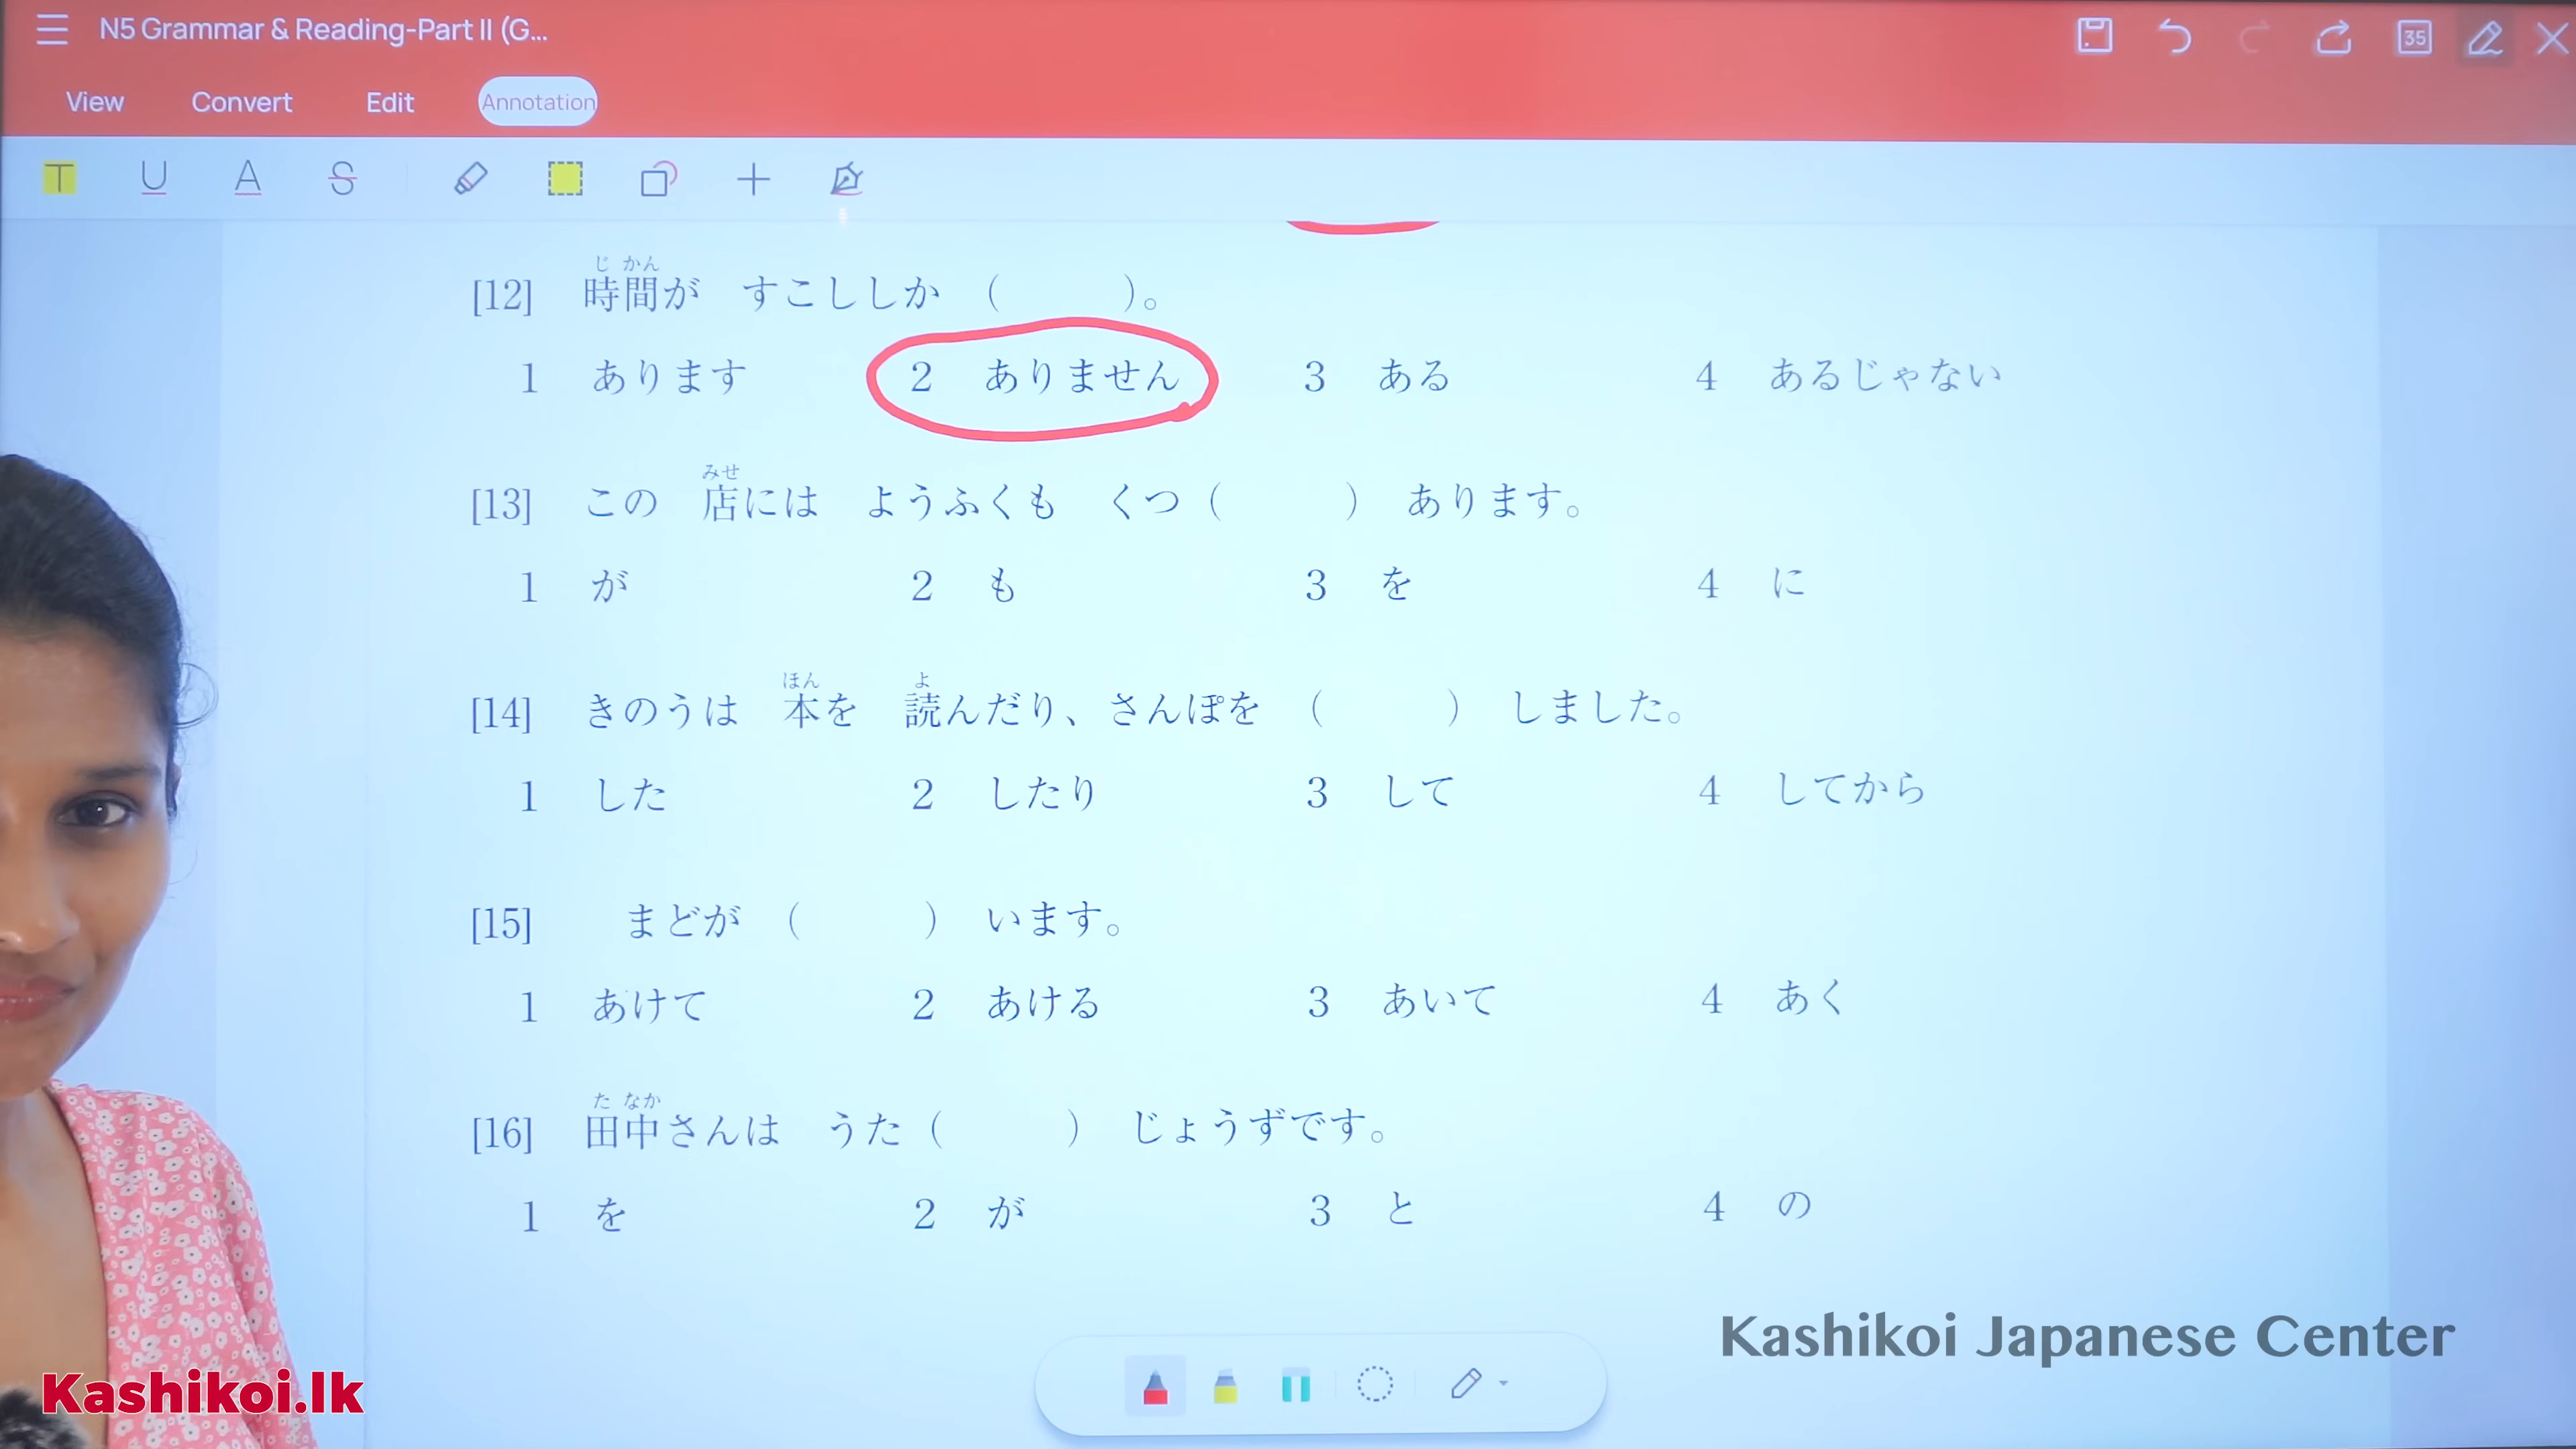 N5 Grammar & Reading-Part II (G...
35
View Convert Edit Annotation
T U A S
じ かん
[12] 時間が すこししか ( )。
1 あります 2 ありません 3 ある 4 あるじゃない
みせ
[13] この 店には ようふくも くつ ( ) あります。
1 が 2 も 3 を 4 に
ほん よ
[14] きのうは 本を 読んだり、さんぽを ( ) しました。
1 した 2 したり 3 して 4 してから
[15] まどが ( ) います。
1 あけて 2 あける 3 あいて 4 あく
た なか
[16] 田中さんは うた ( ) じょうずです。
1 を 2 が 3 と 4 の
Kashikoi Japanese Center
Kashikoi.lk